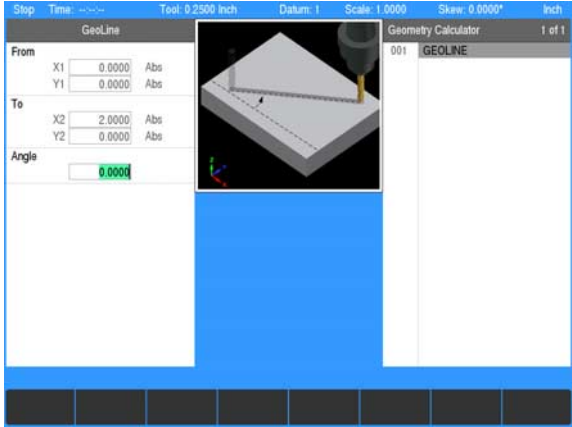 Stop Time: --:--:-- Tool: 0.2500 Inch Datum: 1 Scale: 1.0000 Skew: 0.0000° Inch
GeoLine
Geometry Calculator 1 of 1
001 GEOLINE
From
X1 0.0000 Abs
Y1 0.0000 Abs
To
X2 2.0000 Abs
Y2 0.0000 Abs
Angle
0.0000